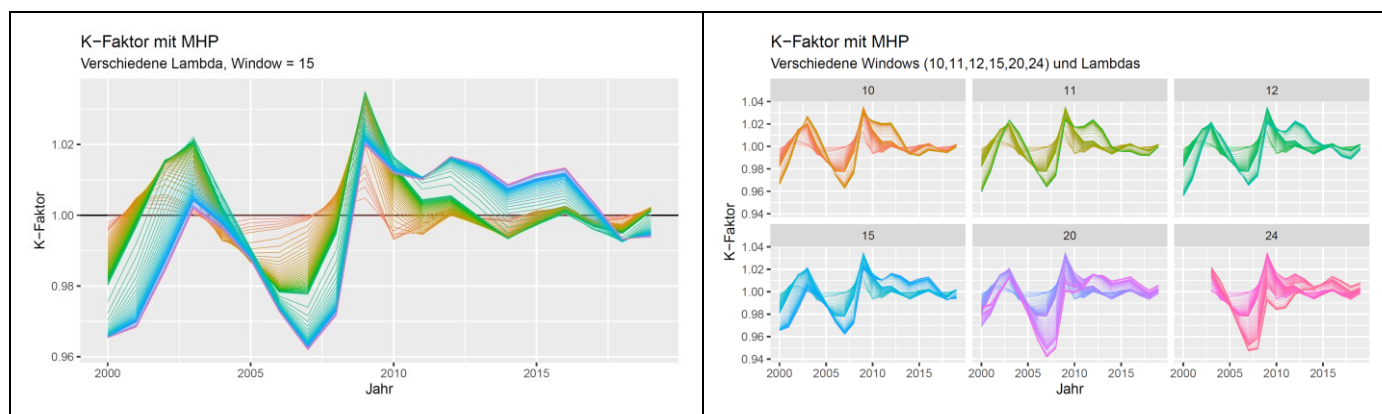 K−Faktor mit MHP
Verschiedene Lambda, Window = 15
K−Faktor
1.02
1.00
0.98
0.96
2000 2005 2010 2015
Jahr
K−Faktor mit MHP
Verschiedene Windows (10,11,12,15,20,24) und Lambdas
K−Faktor
10 11 12
1.04
1.02
1.00
0.98
0.96
0.94
15 20 24
1.04
1.02
1.00
0.98
0.96
0.94
2000 2005 2010 2015 2000 2005 2010 2015 2000 2005 2010 2015
Jahr